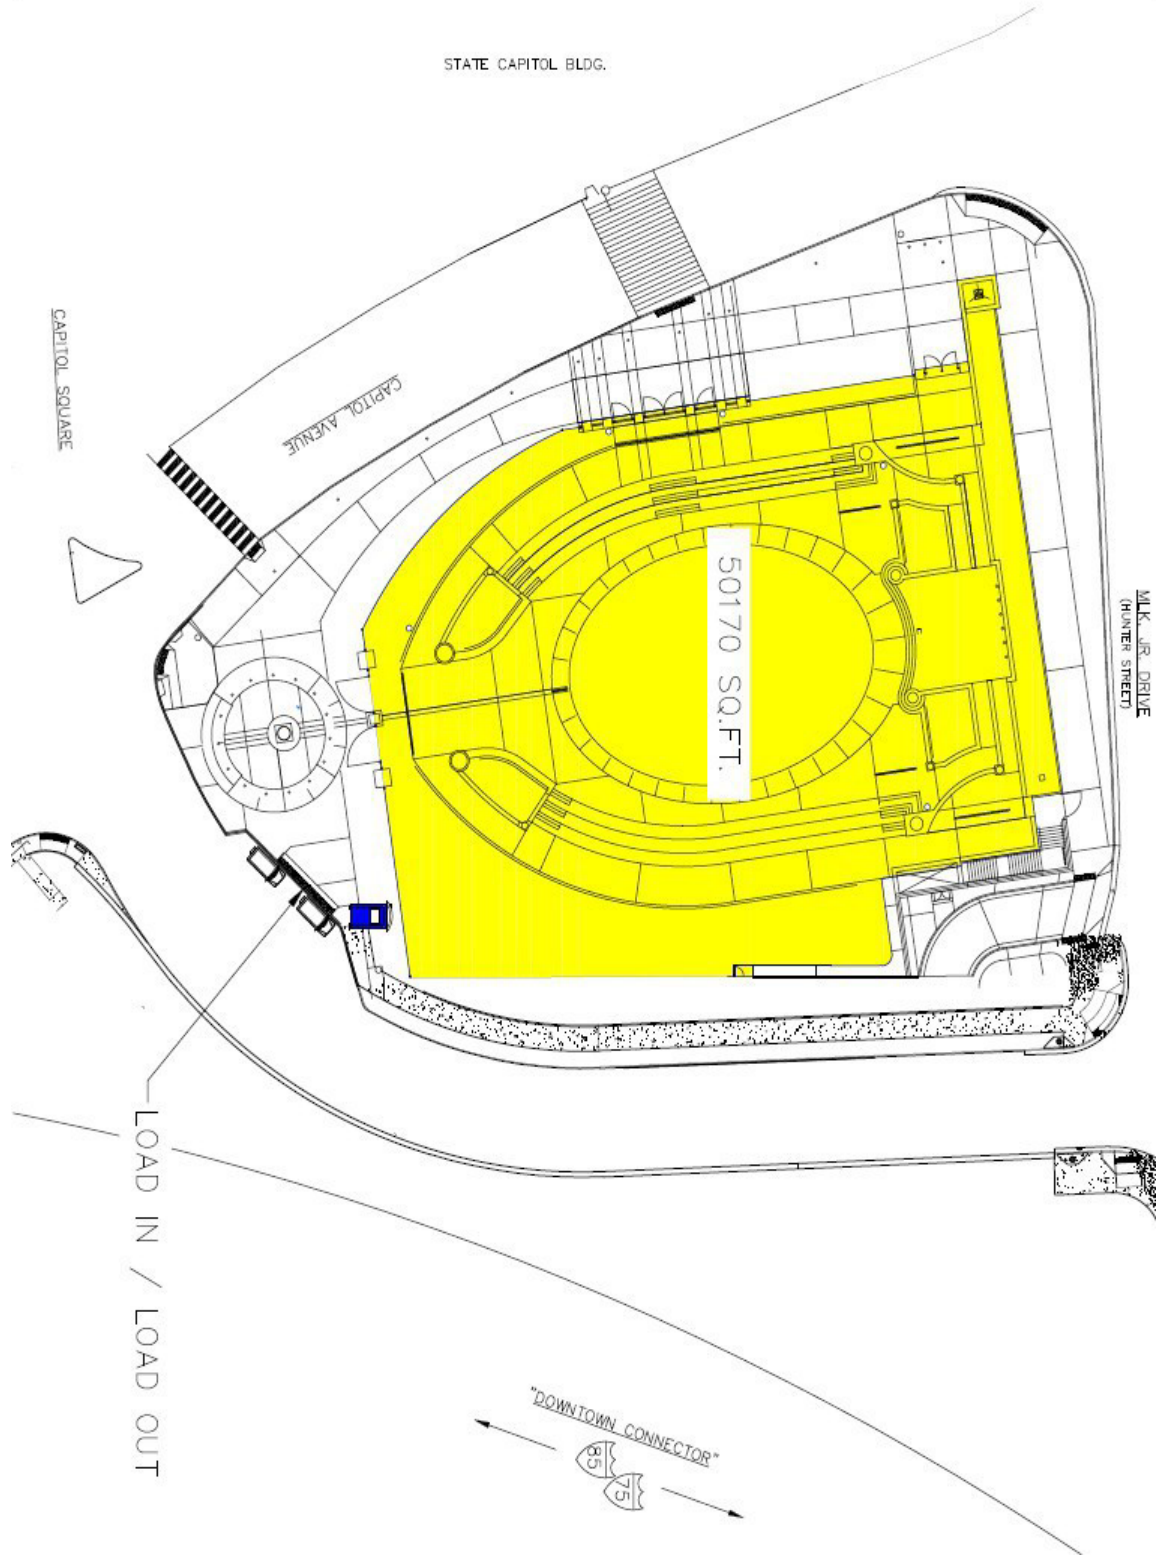 STATE CAPITOL BLDG.
CAPITOL SQUARE
CAPITOL AVENUE
50170 SQ.FT.
MLK. JR. DRIVE
(HUNTER STREET)
LOAD IN / LOAD OUT
"DOWNTOWN CONNECTOR"
85
75